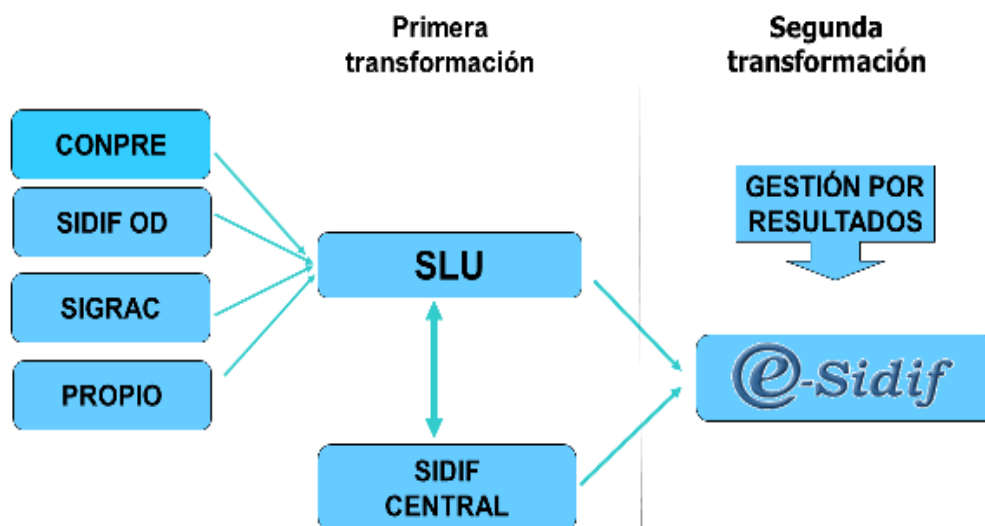 Primera
transformación
Segunda
transformación
CONPRE
SIDIF OD
SIGRAC
PROPIO
SLU
SIDIF
CENTRAL
GESTIÓN POR
RESULTADOS
e-Sidif